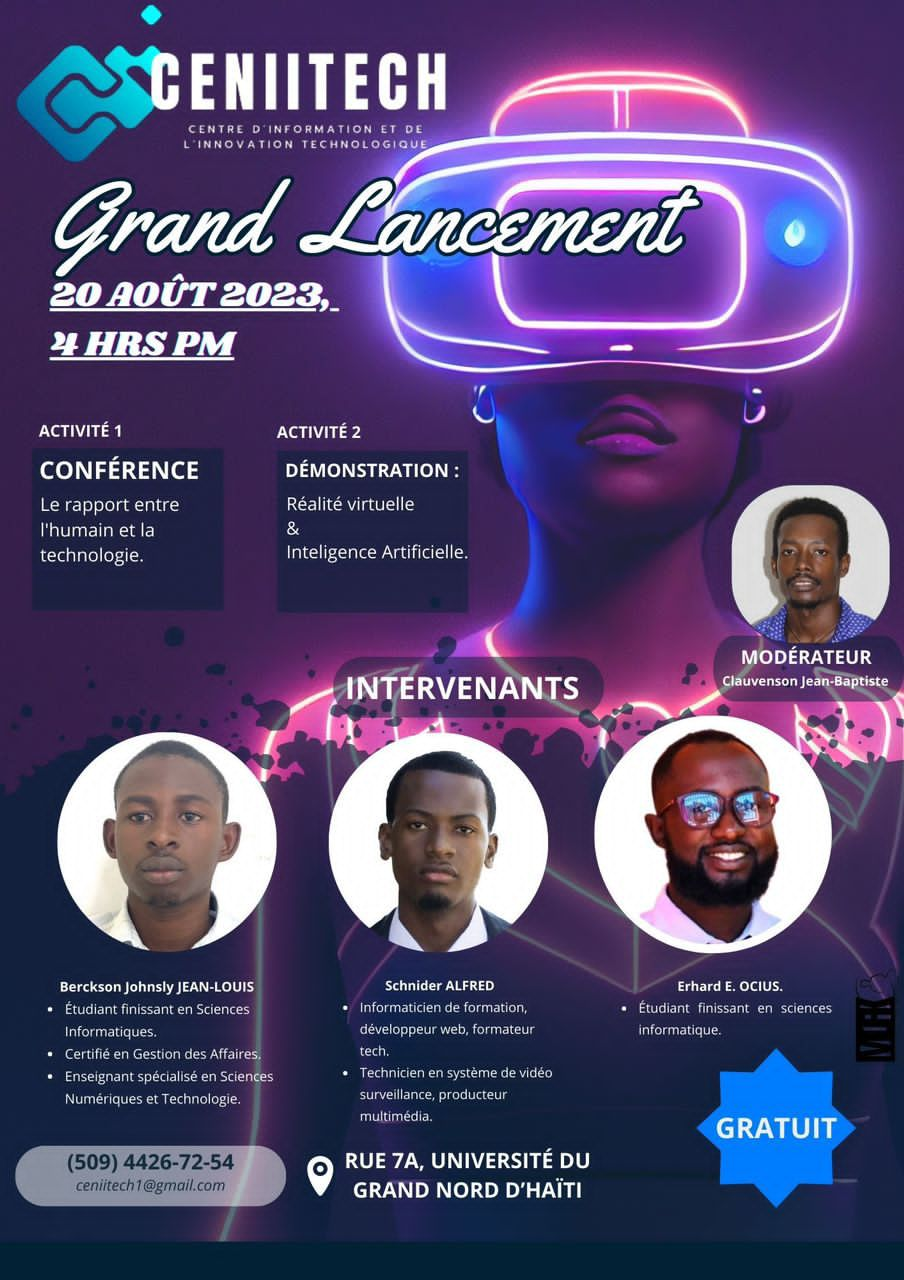 CENIITECH
CENTRE D'INFORMATION ET DE
L'INNOVATION TECHNOLOGIQUE
Grand Lancement
20 AOÛT 2023,
4 HRS PM
ACTIVITÉ 1
CONFÉRENCE
Le rapport entre
l'humain et la
technologie.
ACTIVITÉ 2
DÉMONSTRATION :
Réalité virtuelle
&
Inteligence Artificielle.
MODÉRATEUR
Clauvenson Jean-Baptiste
INTERVENANTS
Berckson Johnsly JEAN-LOUIS
• Étudiant finissant en Sciences
Informatiques.
• Certifié en Gestion des Affaires.
• Enseignant spécialisé en Sciences
Numériques et Technologie.
Schnider ALFRED
• Informaticien de formation,
développeur web, formateur
tech.
• Technicien en système de vidéo
surveillance, producteur
multimédia.
Erhard E. OCIUS.
• Étudiant finissant en sciences
informatique.
GRATUIT
(509) 4426-72-54
ceniitech1@gmail.com
RUE 7A, UNIVERSITÉ DU
GRAND NORD D'HAÏTI